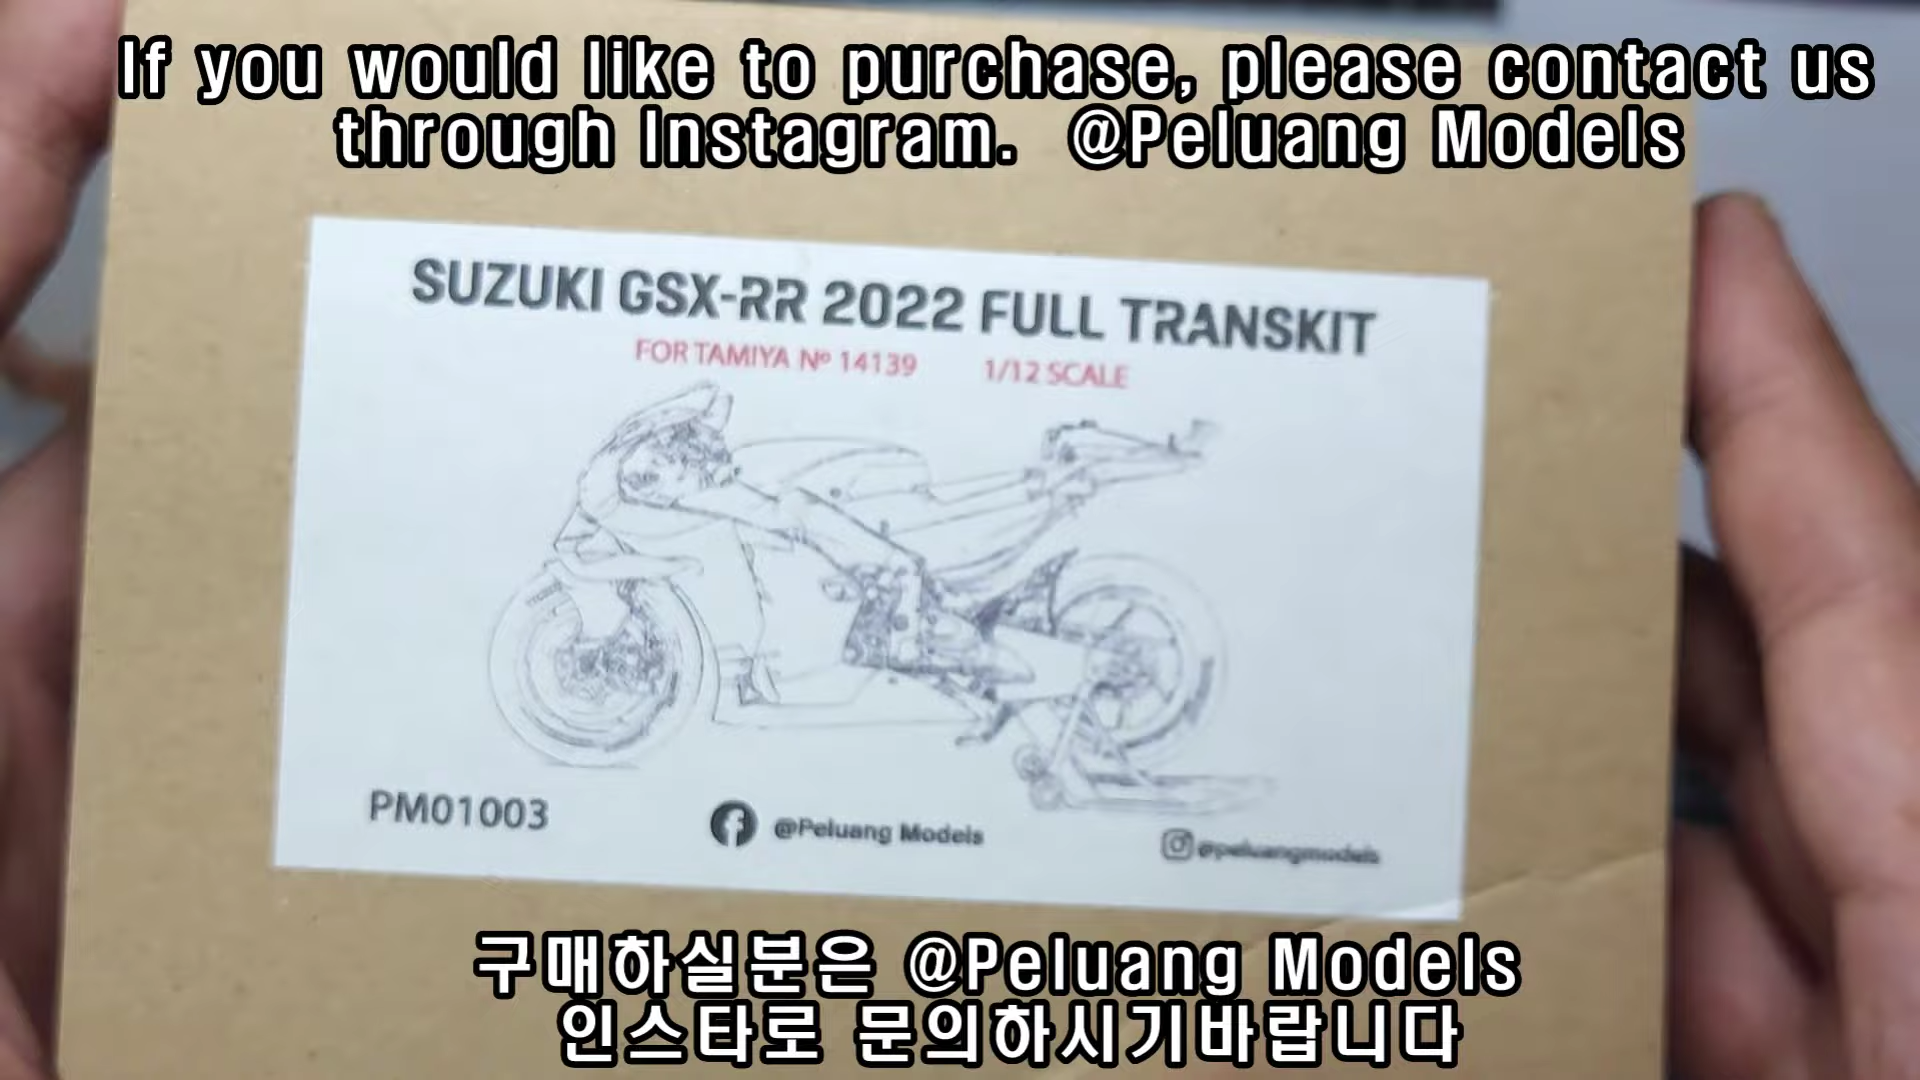 If you would like to purchase, please contact us
through Instagram. @Peluang Models
SUZUKI GSX-RR 2022 FULL TRANSKIT
FOR TAMIYA Nº 14139 1/12 SCALE
PM01003 @Peluang Models @peluangmodels
구매하실분은 @Peluang Models
인스타로 문의하시기바랍니다